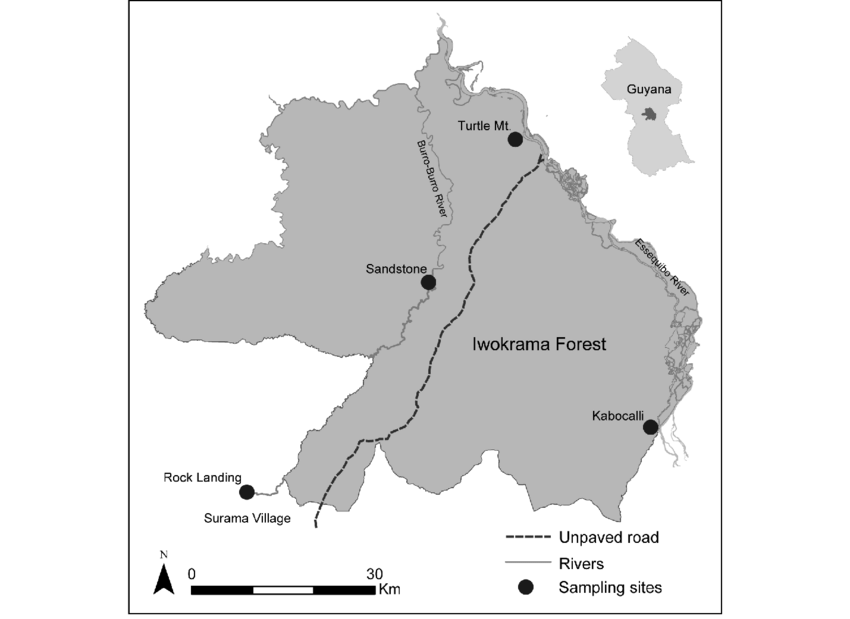 Guyana
Turtle Mt.
Burro-Burro River
Essequibo River
Sandstone
Iwokrama Forest
Kabocalli
Rock Landing
Surama Village
N
0 30
Km
Unpaved road
Rivers
Sampling sites